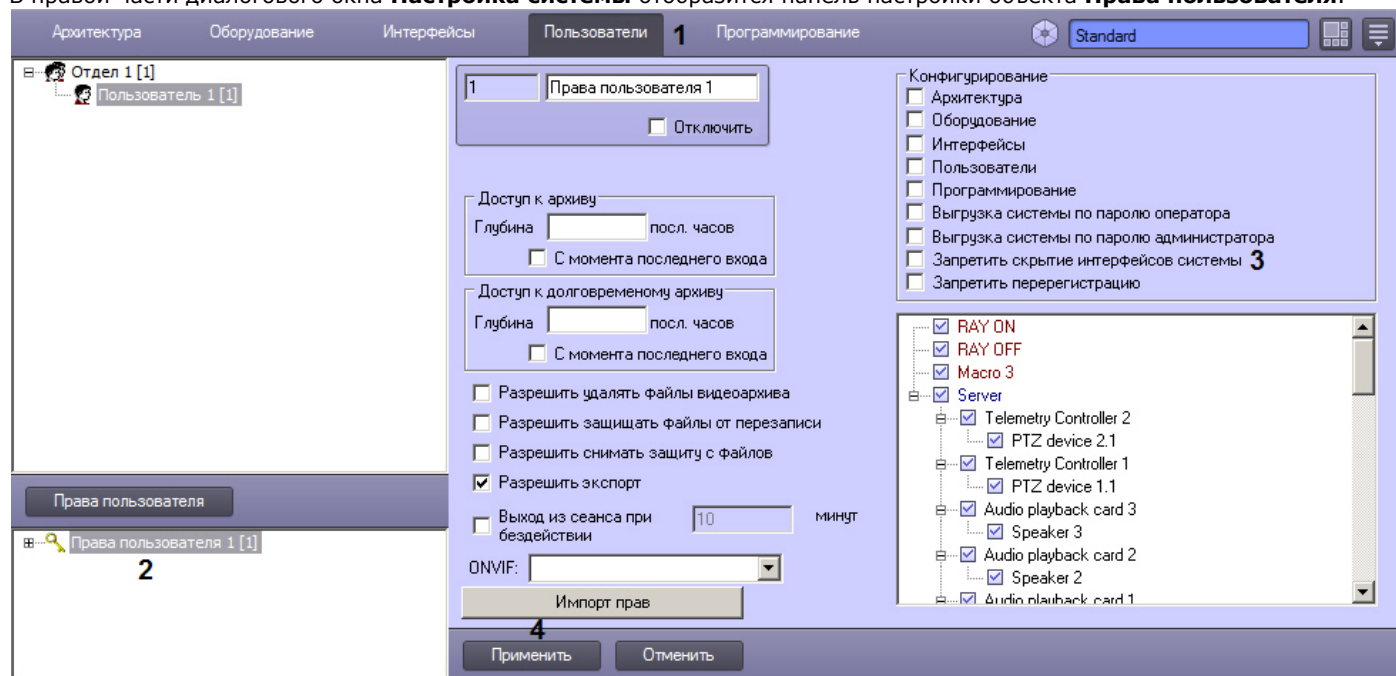 В правой части диалогового окна Настройка системы отобразится панель настройки объекта Права пользователя.
Архитектура Оборудование Интерфейсы Пользователи 1 Программирование Standard
Отдел 1 [1]
Пользователь 1 [1]
Права пользователя
Права пользователя 1 [1]
2
1 Права пользователя 1
Отключить
Доступ к архиву
Глубина посл. часов
С момента последнего входа
Доступ к долговременому архиву
Глубина посл. часов
С момента последнего входа
Разрешить удалять файлы видеоархива
Разрешить защищать файлы от перезаписи
Разрешить снимать защиту с файлов
Разрешить экспорт
Выход из сеанса при бездействии 10 минут
ONVIF:
Импорт прав
4
Применить Отменить
Конфигурирование
Архитектура
Оборудование
Интерфейсы
Пользователи
Программирование
Выгрузка системы по паролю оператора
Выгрузка системы по паролю администратора
Запретить скрытие интерфейсов системы 3
Запретить перерегистрацию
RAY ON
RAY OFF
Macro 3
Server
Telemetry Controller 2
PTZ device 2.1
Telemetry Controller 1
PTZ device 1.1
Audio playback card 3
Speaker 3
Audio playback card 2
Speaker 2
Audio playback card 1